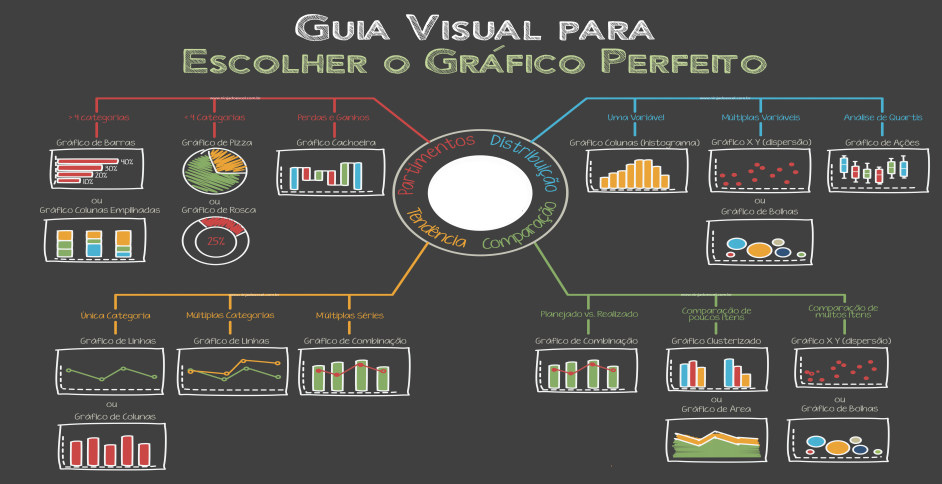 Guia Visual para
Escolher o Gráfico Perfeito
> 4 categorias
< 4 Categorias
Perdas e Ganhos
Gráfico de Barras
Gráfico de Pizza
Gráfico Cachoeira
40%
30%
20%
10%
ou
ou
Gráfico Colunas Empilhadas
Gráfico de Rosca
25%
Partimentos
Distribuição
Tendência
Comparação
Uma Variável
Múltiplas Variáveis
Análise de Quartis
Gráfico Colunas (histograma)
Gráfico X Y (dispersão)
Gráfico de Ações
ou
Gráfico de Bolhas
Única Categoria
Múltiplas Categorias
Múltiplas Séries
Gráfico de Linhas
Gráfico de Linhas
Gráfico de Combinação
ou
Gráfico de Colunas
Planejado vs. Realizado
Comparação de
poucos itens
Comparação de
muitos itens
Gráfico de Combinação
Gráfico Clusterizado
Gráfico X Y (dispersão)
ou
ou
Gráfico de Área
Gráfico de Bolhas